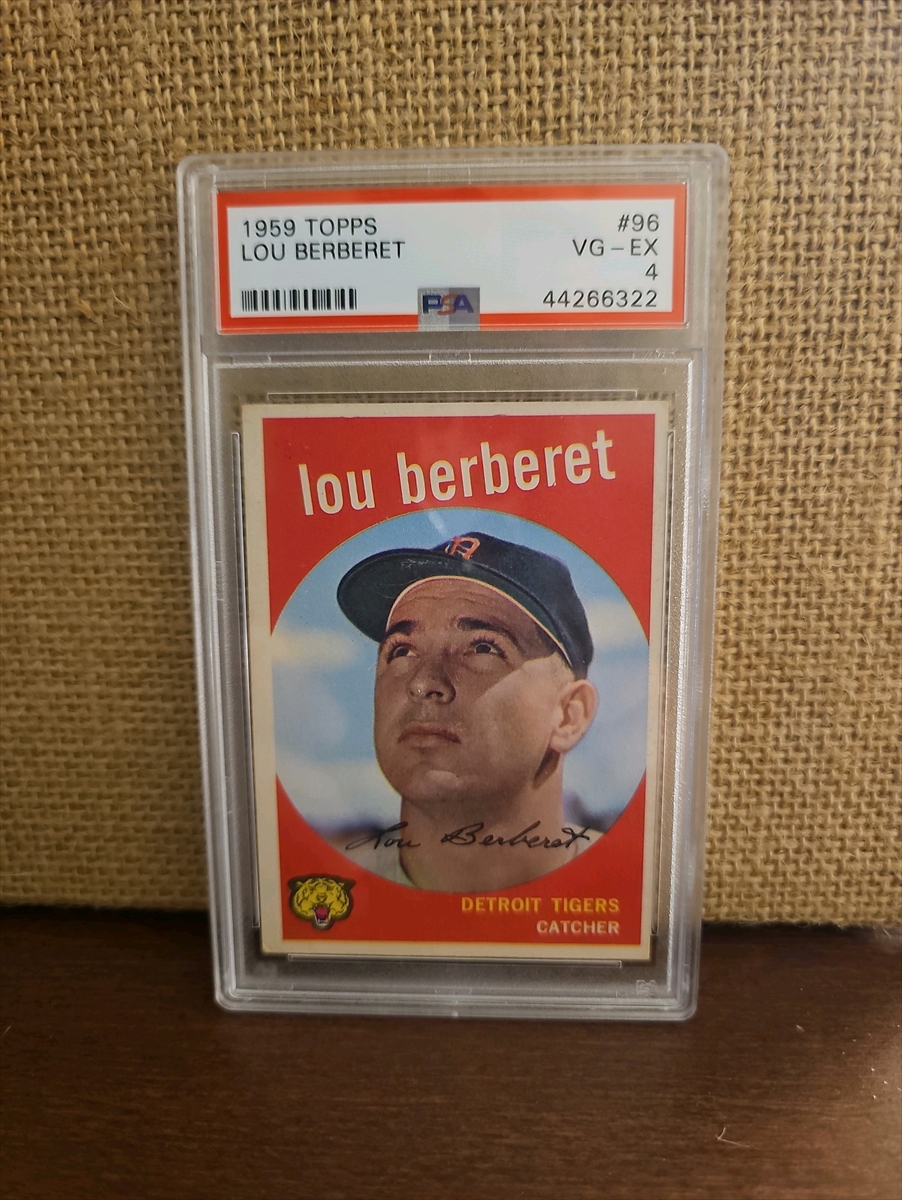 1959 TOPPS #96
LOU BERBERET VG-EX
4
PSA 44266322
lou berberet
Lou Berberet
DETROIT TIGERS
CATCHER